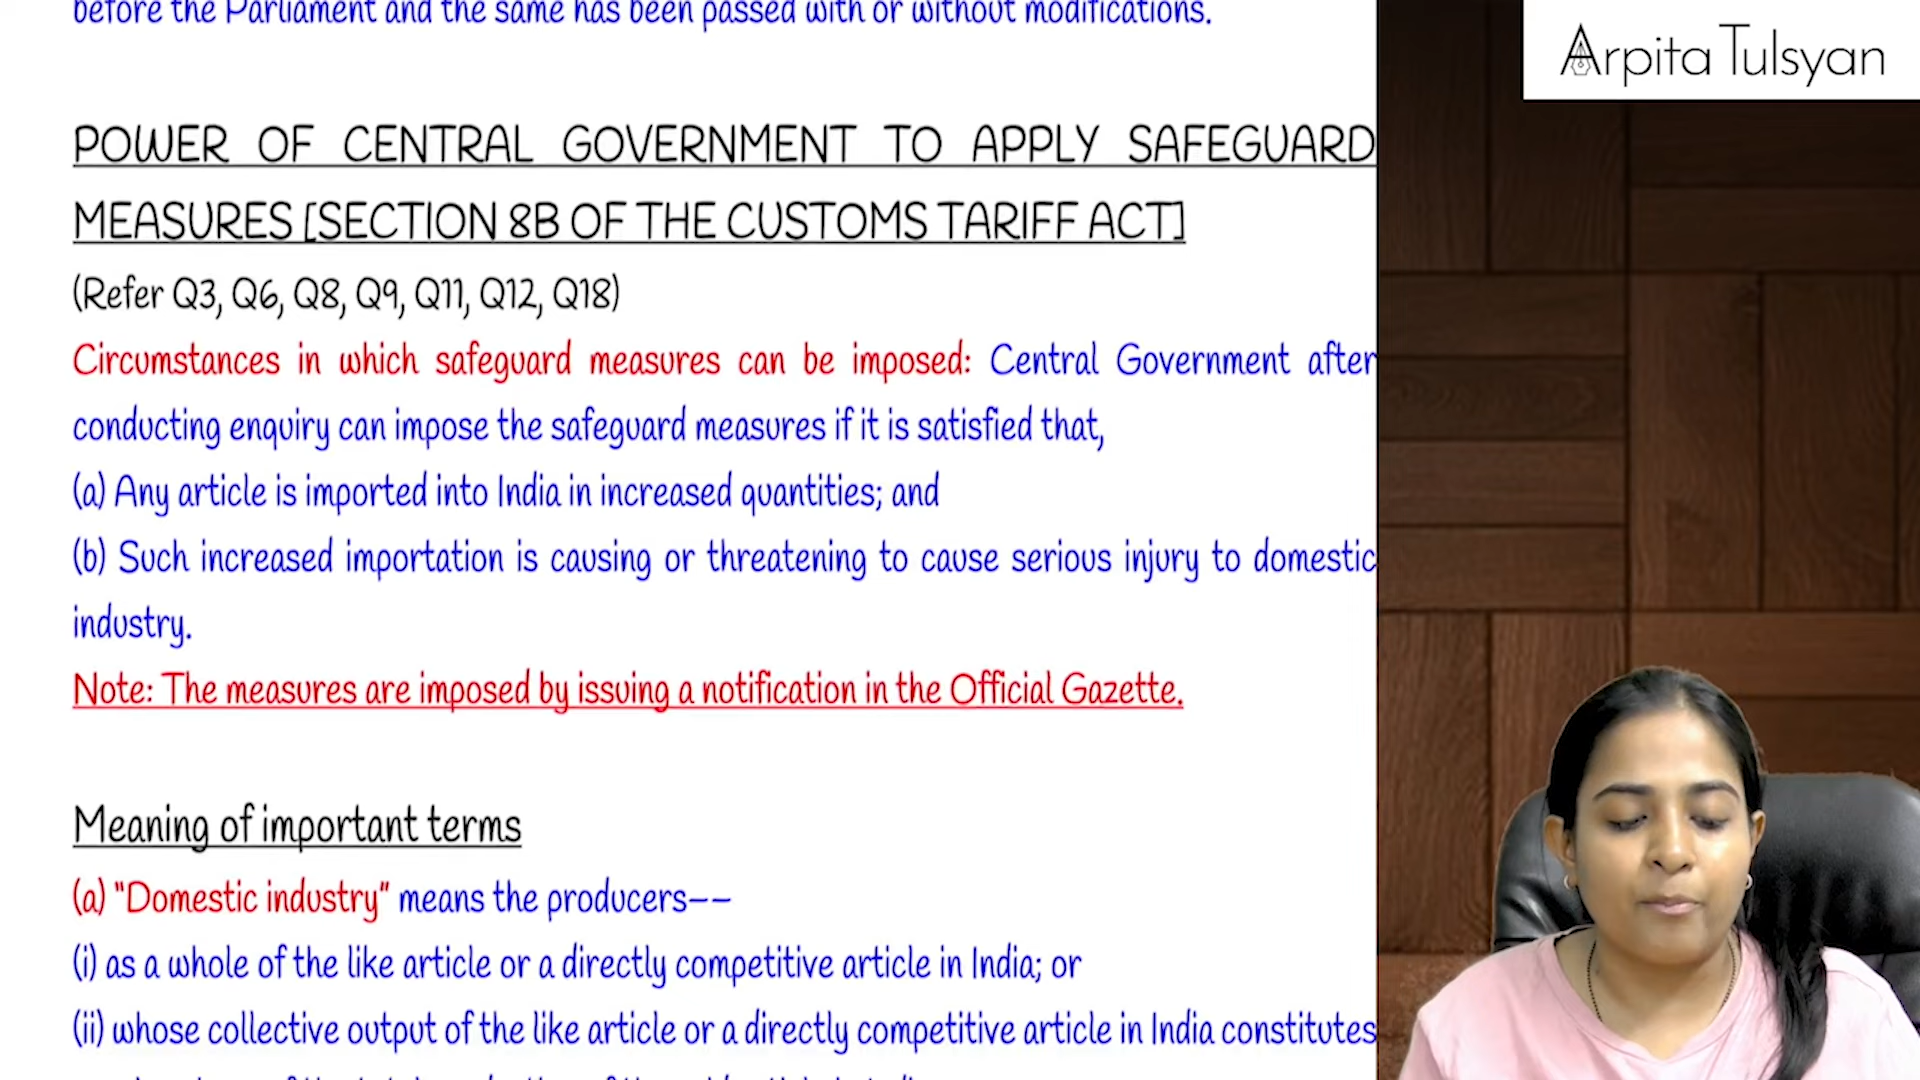 before the Parliament and the same has been passed with or without modifications.
Arpita Tulsyan
POWER OF CENTRAL GOVERNMENT TO APPLY SAFEGUARD
MEASURES [SECTION 8B OF THE CUSTOMS TARIFF ACT]
(Refer Q3, Q6, Q8, Q9, Q11, Q12, Q18)
Circumstances in which safeguard measures can be imposed: Central Government after
conducting enquiry can impose the safeguard measures if it is satisfied that,
(a) Any article is imported into India in increased quantities; and
(b) Such increased importation is causing or threatening to cause serious injury to domestic
industry.
Note: The measures are imposed by issuing a notification in the Official Gazette.
Meaning of important terms
(a) "Domestic industry" means the producers--
(i) as a whole of the like article or a directly competitive article in India; or
(ii) whose collective output of the like article or a directly competitive article in India constitutes